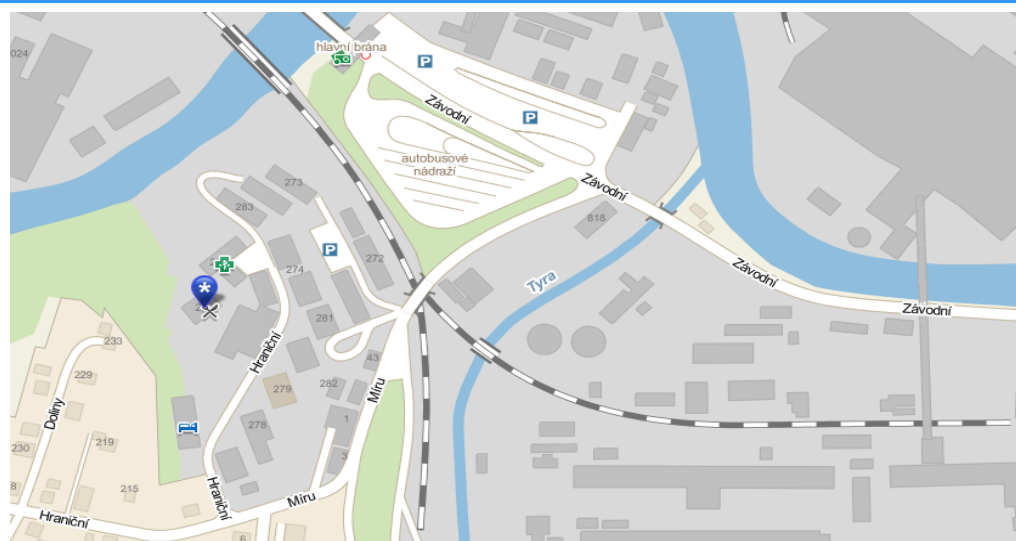 024
hlavní brána
P
Závodní
P
autobusové
nádraží
Závodní
273
283
818
P
272
274
Tyra
Závodní
*
281
Závodní
233
Hraniční
43
229
Míru
282
279
Doliny
1
278
219
230
3
215
Hraniční
Míru
Hraniční
6